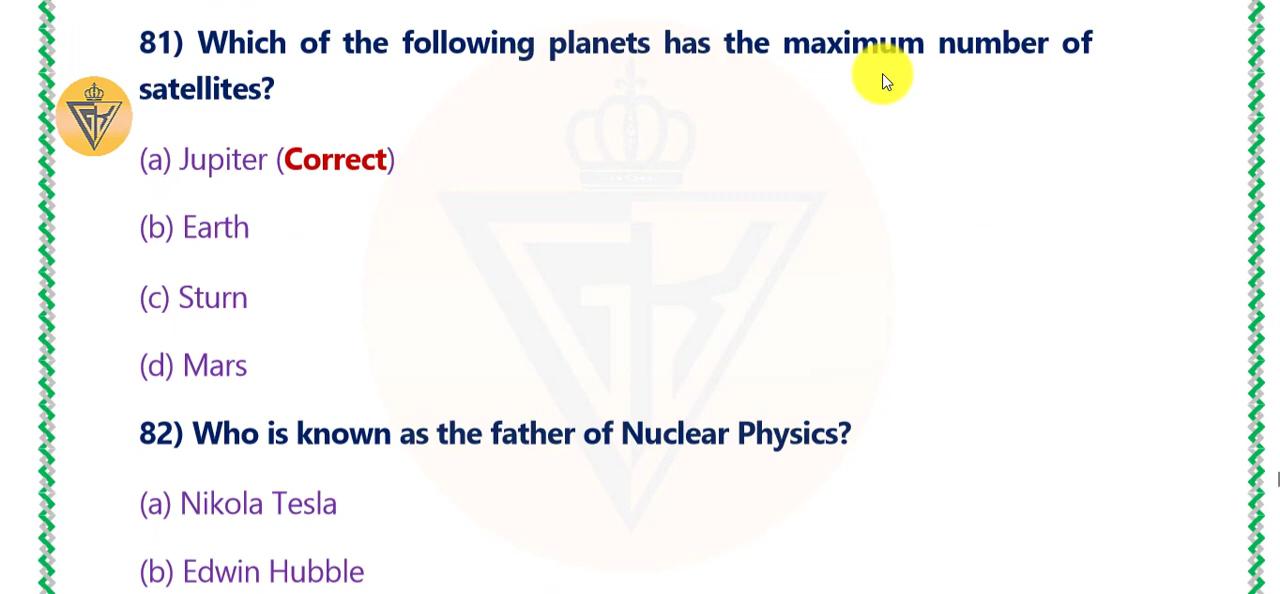 81) Which of the following planets has the maximum number of
satellites?
(a) Jupiter (Correct)
(b) Earth
(c) Sturn
(d) Mars
82) Who is known as the father of Nuclear Physics?
(a) Nikola Tesla
(b) Edwin Hubble